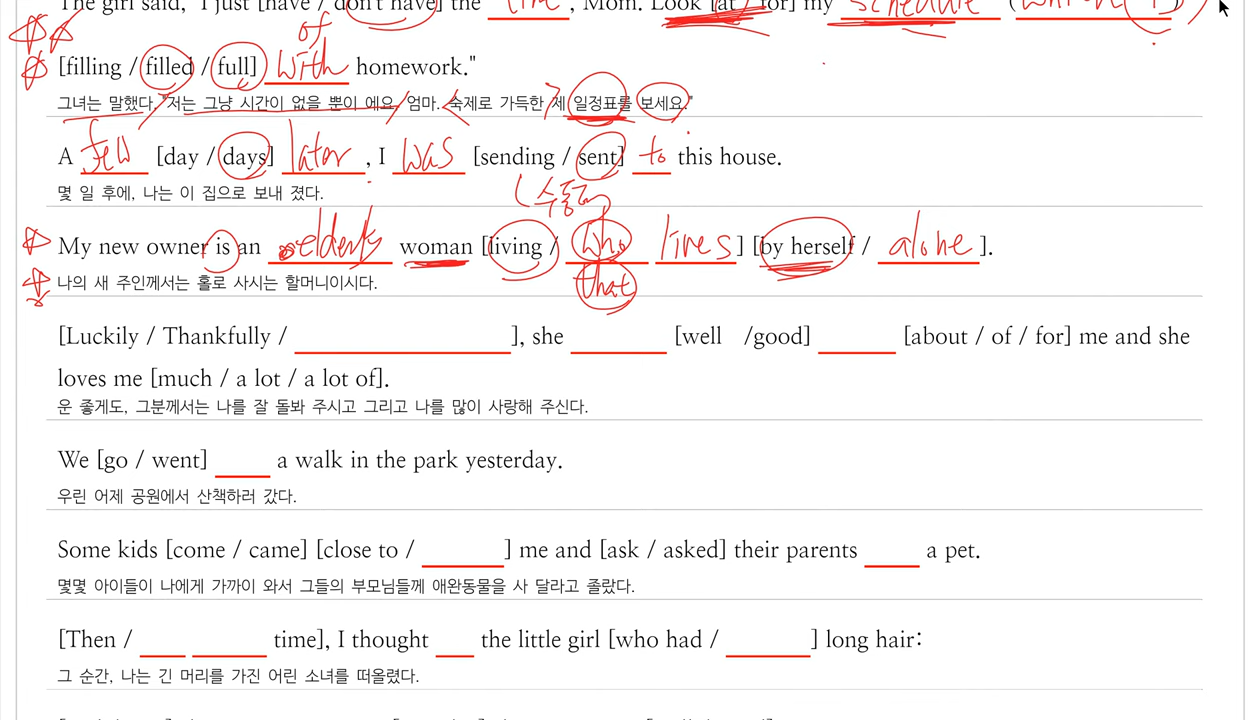 The girl said, "I just [have / don't have] the time, Mom. Look [at / for] my schedule
of
[filling / filled / full] with homework."
그녀는 말했다. "저는 그냥 시간이 없을 뿐이 에요, 엄마. 숙제로 가득한 제 일정표를 보세요."
A few [day / days] later, I was [sending / sent] to this house.
몇 일 후에, 나는 이 집으로 보내 졌다.
My new owner is an elderly woman [living / who lives] [by herself / alone].
that
나의 새 주인께서는 홀로 사시는 할머니이시다.
[Luckily / Thankfully / ], she [well /good] [about / of / for] me and she
loves me [much / a lot / a lot of].
운 좋게도, 그분께서는 나를 잘 돌봐 주시고 그리고 나를 많이 사랑해 주신다.
We [go / went] a walk in the park yesterday.
우린 어제 공원에서 산책하러 갔다.
Some kids [come / came] [close to / ] me and [ask / asked] their parents a pet.
몇몇 아이들이 나에게 가까이 와서 그들의 부모님들께 애완동물을 사 달라고 졸랐다.
[Then / time], I thought the little girl [who had / ] long hair:
그 순간, 나는 긴 머리를 가진 어린 소녀를 떠올렸다.